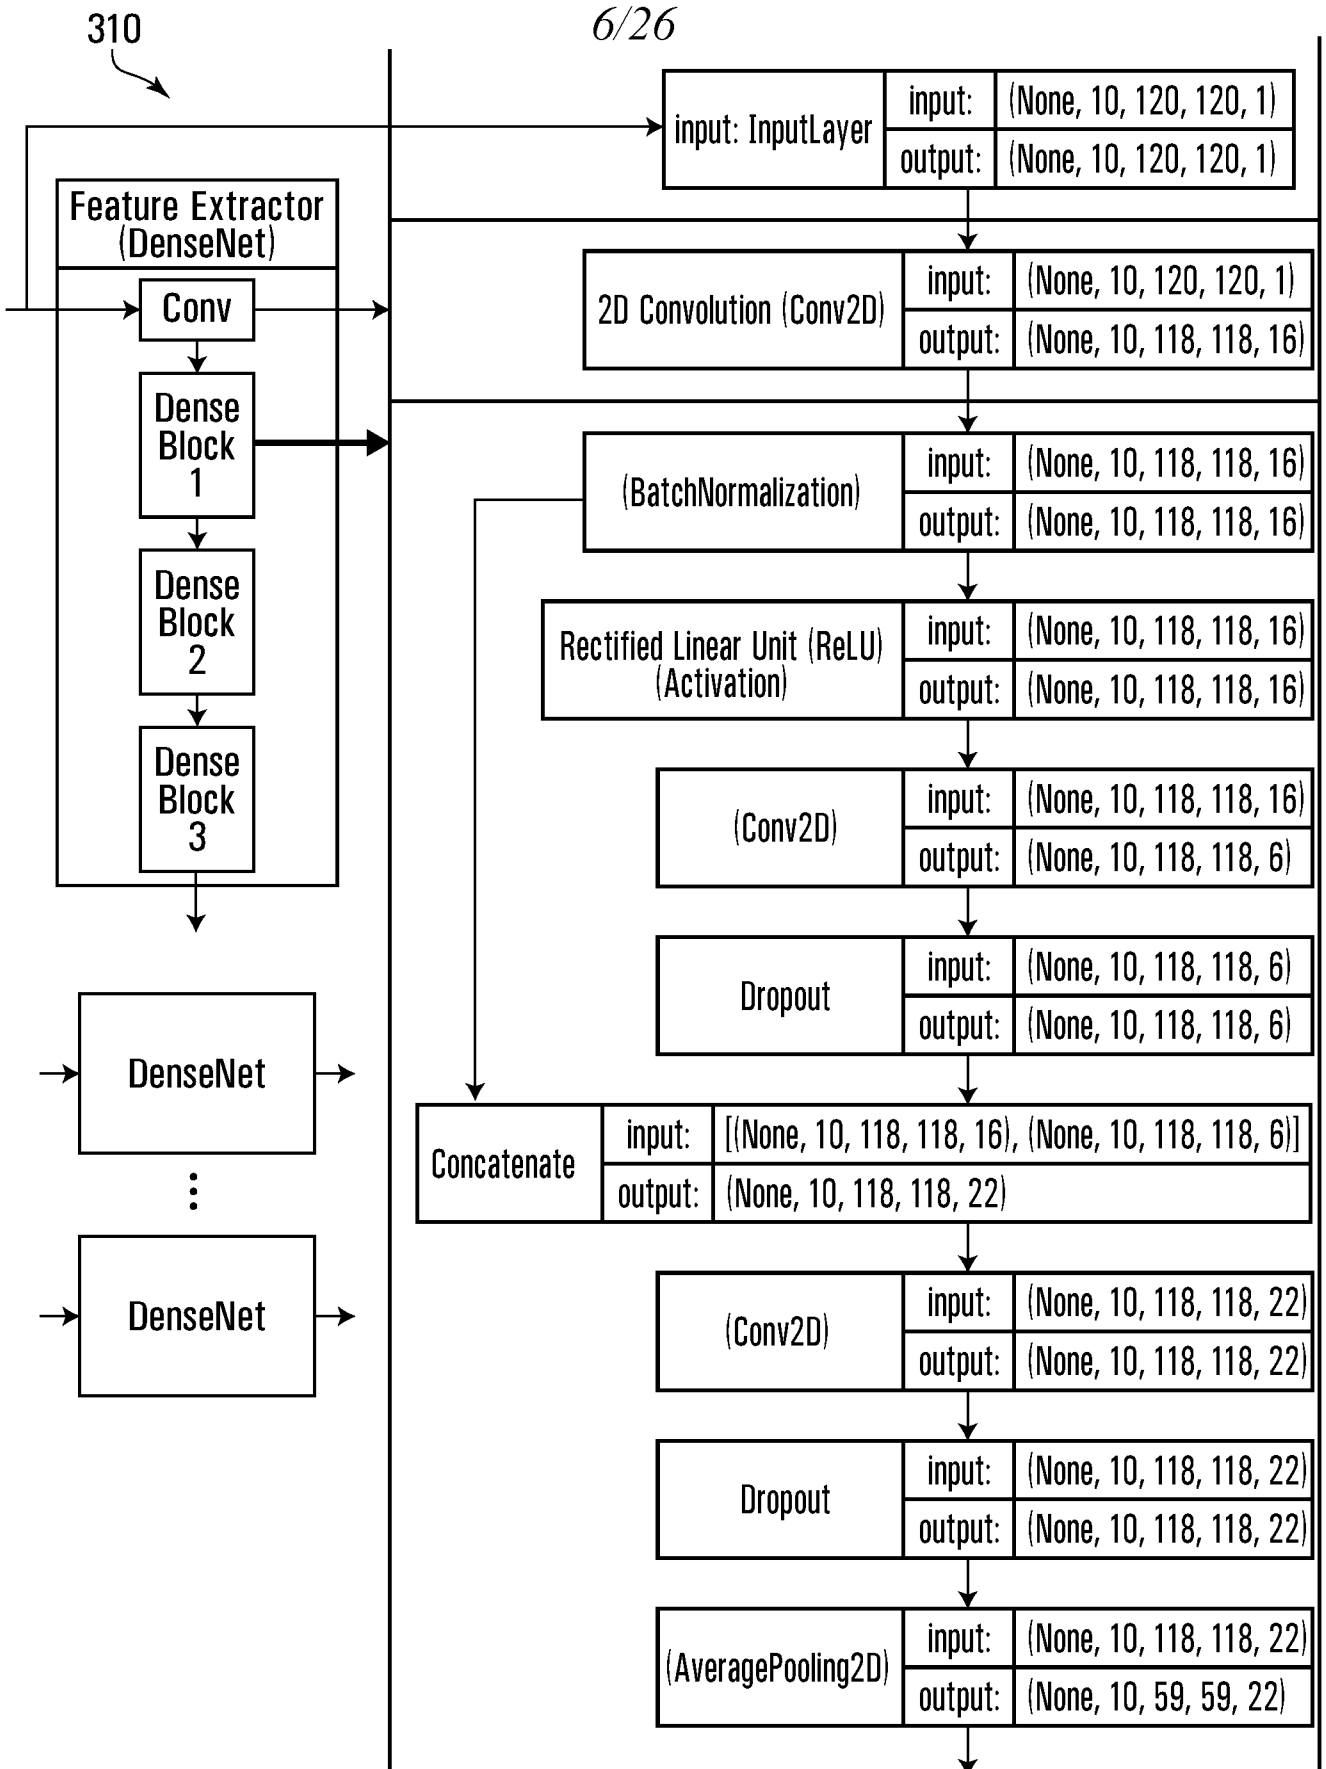 310
6/26
Feature Extractor
(DenseNet)
Conv
Dense
Block
1
Dense
Block
2
Dense
Block
3
DenseNet
⋮
DenseNet
input: InputLayer
input: (None, 10, 120, 120, 1)
output: (None, 10, 120, 120, 1)
2D Convolution (Conv2D)
input: (None, 10, 120, 120, 1)
output: (None, 10, 118, 118, 16)
(BatchNormalization)
input: (None, 10, 118, 118, 16)
output: (None, 10, 118, 118, 16)
Rectified Linear Unit (ReLU)
(Activation)
input: (None, 10, 118, 118, 16)
output: (None, 10, 118, 118, 16)
(Conv2D)
input: (None, 10, 118, 118, 16)
output: (None, 10, 118, 118, 6)
Dropout
input: (None, 10, 118, 118, 6)
output: (None, 10, 118, 118, 6)
Concatenate
input: [(None, 10, 118, 118, 16), (None, 10, 118, 118, 6)]
output: (None, 10, 118, 118, 22)
(Conv2D)
input: (None, 10, 118, 118, 22)
output: (None, 10, 118, 118, 22)
Dropout
input: (None, 10, 118, 118, 22)
output: (None, 10, 118, 118, 22)
(AveragePooling2D)
input: (None, 10, 118, 118, 22)
output: (None, 10, 59, 59, 22)